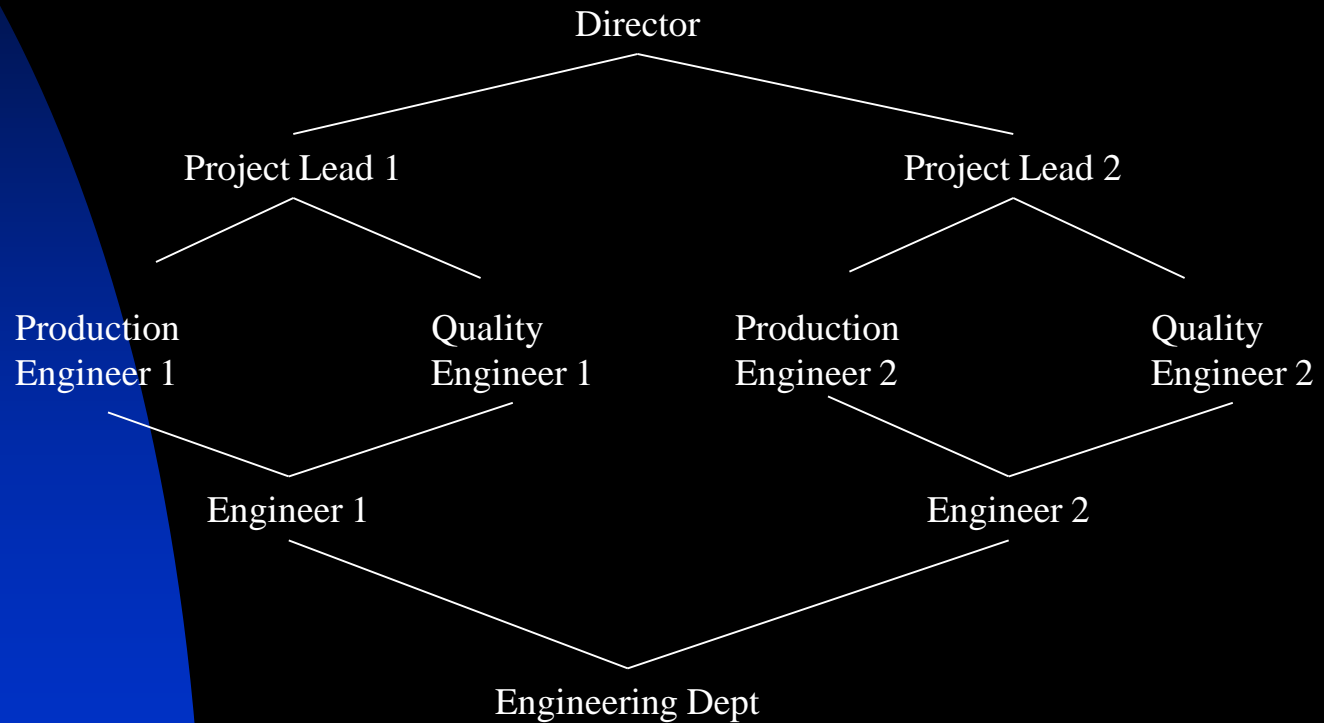 Director
Project Lead 1
Project Lead 2
Production
Engineer 1
Quality
Engineer 1
Production
Engineer 2
Quality
Engineer 2
Engineer 1
Engineer 2
Engineering Dept